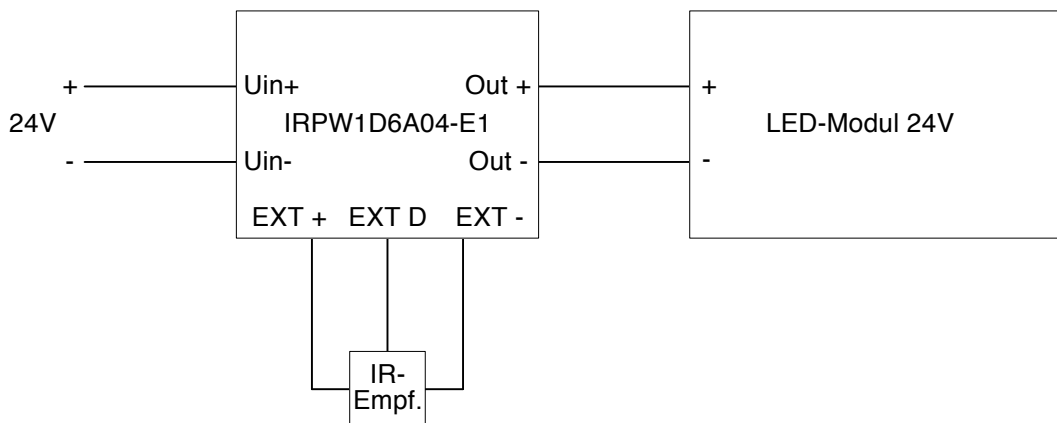 + Uin+ Out + +
24V IRPW1D6A04-E1 LED-Modul 24V
- Uin- Out - -
EXT + EXT D EXT -
IR-
Empf.